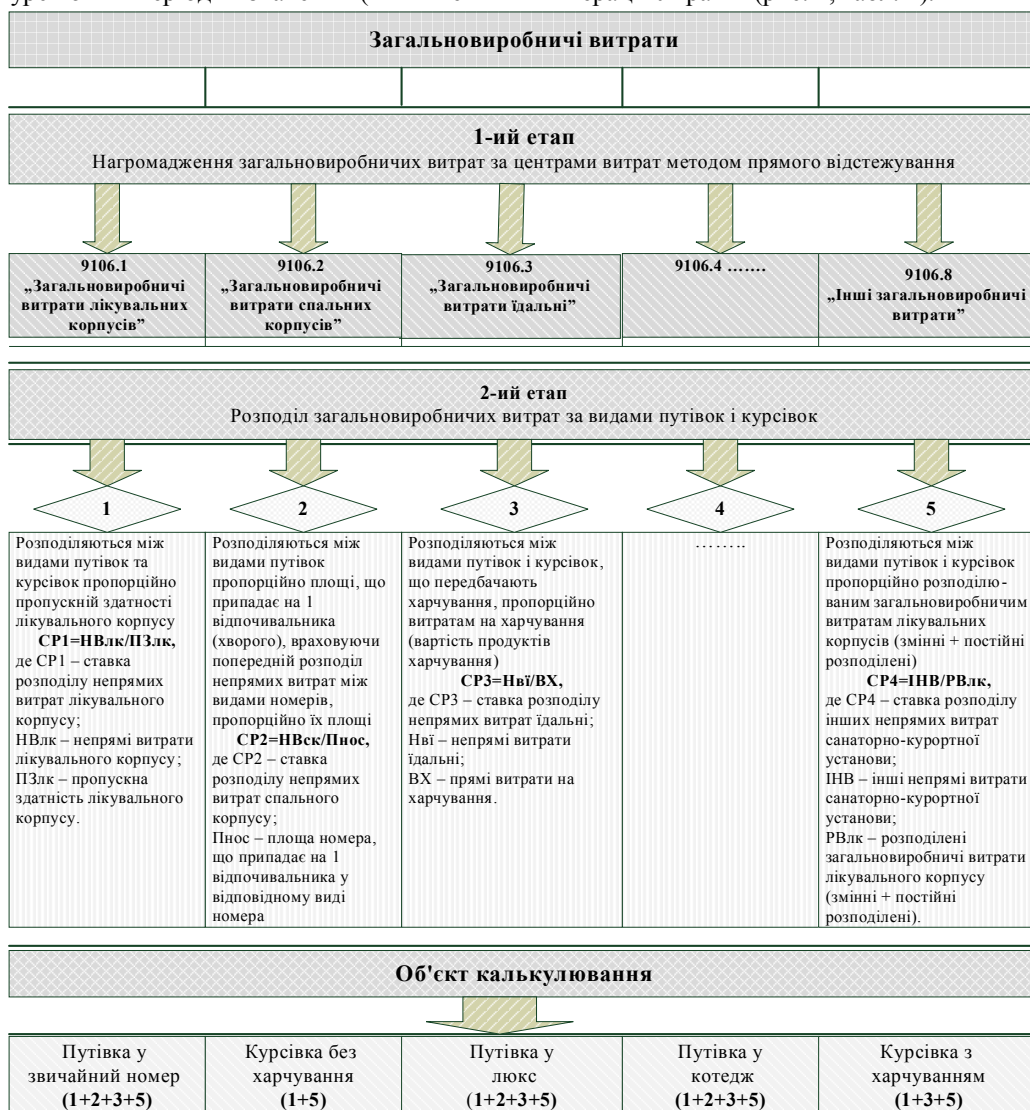 Загальновиробничі витрати
1-ий етап
Нагромадження загальновиробничих витрат за центрами витрат методом прямого відстежування
9106.1
„Загальновиробничі
витрати лікувальних
корпусів”
9106.2
„Загальновиробничі
витрати спальних
корпусів”
9106.3
„Загальновиробничі
витрати їдальні”
9106.4 …….
9106.8
„Інші загальновиробничі
витрати”
2-ий етап
Розподіл загальновиробничих витрат за видами путівок і курсівок
1
2
3
4
5
Розподіляються між
видами путівок та
курсівок пропорційно
пропускній здатності
лікувального корпусу
СР1=НВлк/ПЗлк,
де СР1 – ставка
розподілу непрямих
витрат лікувального
корпусу;
НВлк – непрямі витрати
лікувального корпусу;
ПЗлк – пропускна
здатність лікувального
корпусу.
Розподіляються між
видами путівок
пропорційно площі, що
припадає на 1
відпочивальника
(хворого), враховуючи
попередній розподіл
непрямих витрат між
видами номерів,
пропорційно їх площі
СР2=НВск/Пнос,
де СР2 – ставка
розподілу непрямих
витрат спального
корпусу;
Пнос – площа номера,
що припадає на 1
відпочивальника у
відповідному виді
номера
Розподіляються між
видами путівок і курсівок,
що передбачають
харчування, пропорційно
витратам на харчування
(вартість продуктів
харчування)
СР3=Нвї/ВХ,
де СР3 – ставка розподілу
непрямих витрат їдальні;
Нвї – непрямі витрати
їдальні;
ВХ – прямі витрати на
харчування.
……..
Розподіляються між
видами путівок і курсівок
пропорційно розподілю-
ваним загальновиробничим
витратам лікувальних
корпусів (змінні + постійні
розподілені)
СР4=ІНВ/РВлк,
де СР4 – ставка розподілу
інших непрямих витрат
санаторно-курортної
установи;
ІНВ – інші непрямі витрати
санаторно-курортної
установи;
РВлк – розподілені
загальновиробничі витрати
лікувального корпусу
(змінні + постійні
розподілені).
Об'єкт калькулювання
Путівка у
звичайний номер
(1+2+3+5)
Курсівка без
харчування
(1+5)
Путівка у
люкс
(1+2+3+5)
Путівка у
котедж
(1+2+3+5)
Курсівка з
харчуванням
(1+3+5)